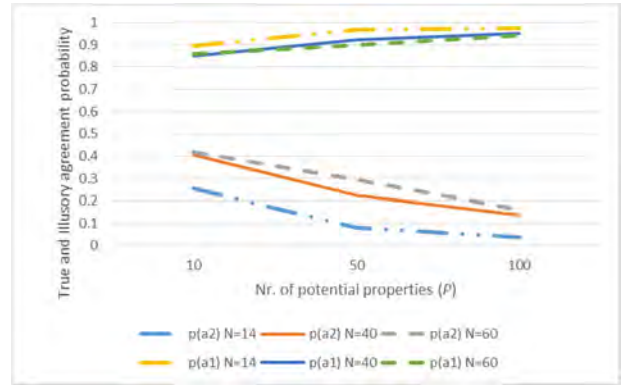 True and Illusory agreement probability
1
0.9
0.8
0.7
0.6
0.5
0.4
0.3
0.2
0.1
0
10 50 100
Nr. of potential properties (P)
p(a2) N=14 p(a2) N=40 p(a2) N=60
p(a1) N=14 p(a1) N=40 p(a1) N=60